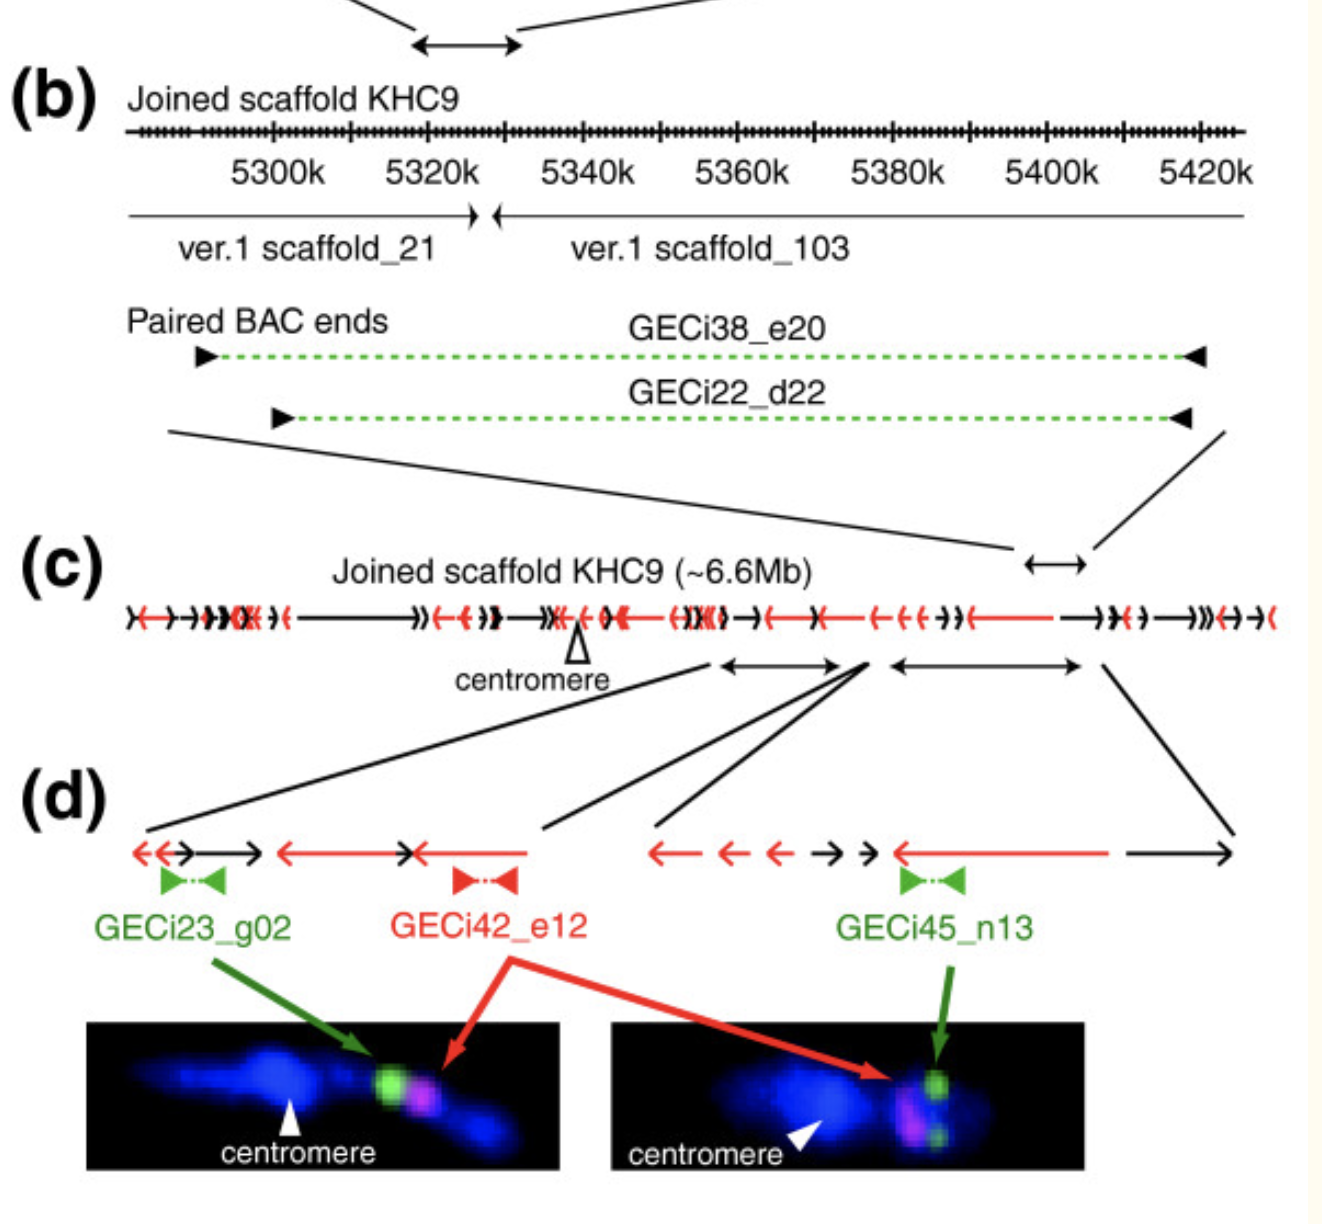 (b)
Joined scaffold KHC9
5300k 5320k 5340k 5360k 5380k 5400k 5420k
ver.1 scaffold_21 ver.1 scaffold_103
Paired BAC ends
GECi38_e20
GECi22_d22
(c)
Joined scaffold KHC9 (~6.6Mb)
centromere
(d)
GECi23_g02 GECi42_e12 GECi45_n13
centromere centromere